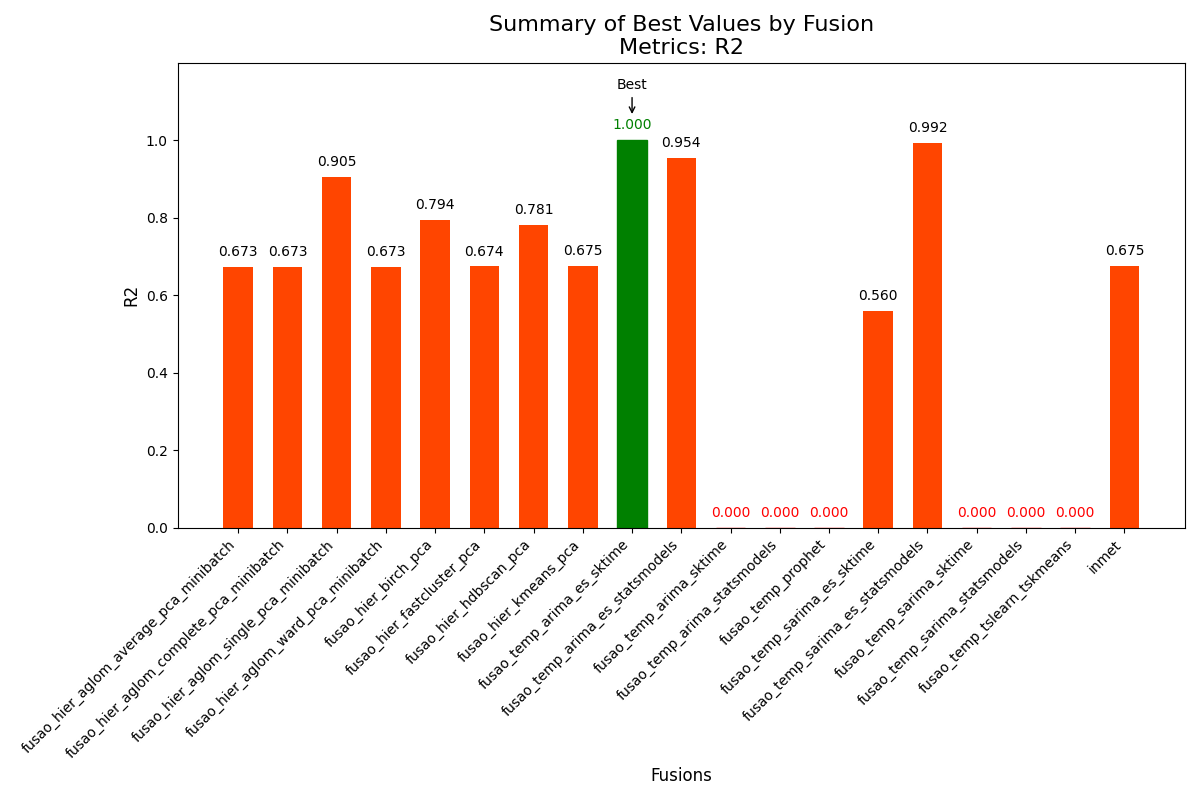 Summary of Best Values by Fusion
Metrics: R2
Best
1.000
0.992
0.954
0.905
0.794
0.781
0.673
0.673
0.673
0.674
0.675
0.560
0.675
0.000
0.000
0.000
0.000
0.000
0.000
R2
1.0
0.8
0.6
0.4
0.2
0.0
fusao_hier_aglom_average_pca_minibatch
fusao_hier_aglom_complete_pca_minibatch
fusao_hier_aglom_single_pca_minibatch
fusao_hier_aglom_ward_pca_minibatch
fusao_hier_birch_pca
fusao_hier_fastcluster_pca
fusao_hier_hdbscan_pca
fusao_hier_kmeans_pca
fusao_temp_arima_es_sktime
fusao_temp_arima_es_statsmodels
fusao_temp_arima_sktime
fusao_temp_arima_statsmodels
fusao_temp_prophet
fusao_temp_sarima_es_sktime
fusao_temp_sarima_es_statsmodels
fusao_temp_sarima_sktime
fusao_temp_sarima_statsmodels
fusao_temp_tslearn_tskmeans
inmet
Fusions